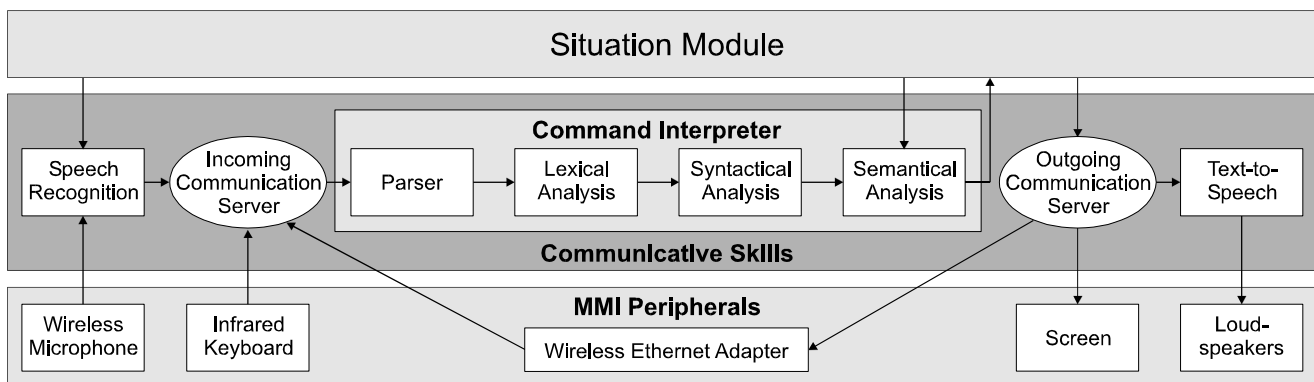 Situation Module
Command Interpreter
Speech
Recognition
Incoming
Communication
Server
Parser
Lexical
Analysis
Syntactical
Analysis
Semantical
Analysis
Outgoing
Communication
Server
Text-to-
Speech
Communicative Skills
MMI Peripherals
Wireless
Microphone
Infrared
Keyboard
Wireless Ethernet Adapter
Screen
Loud-
speakers